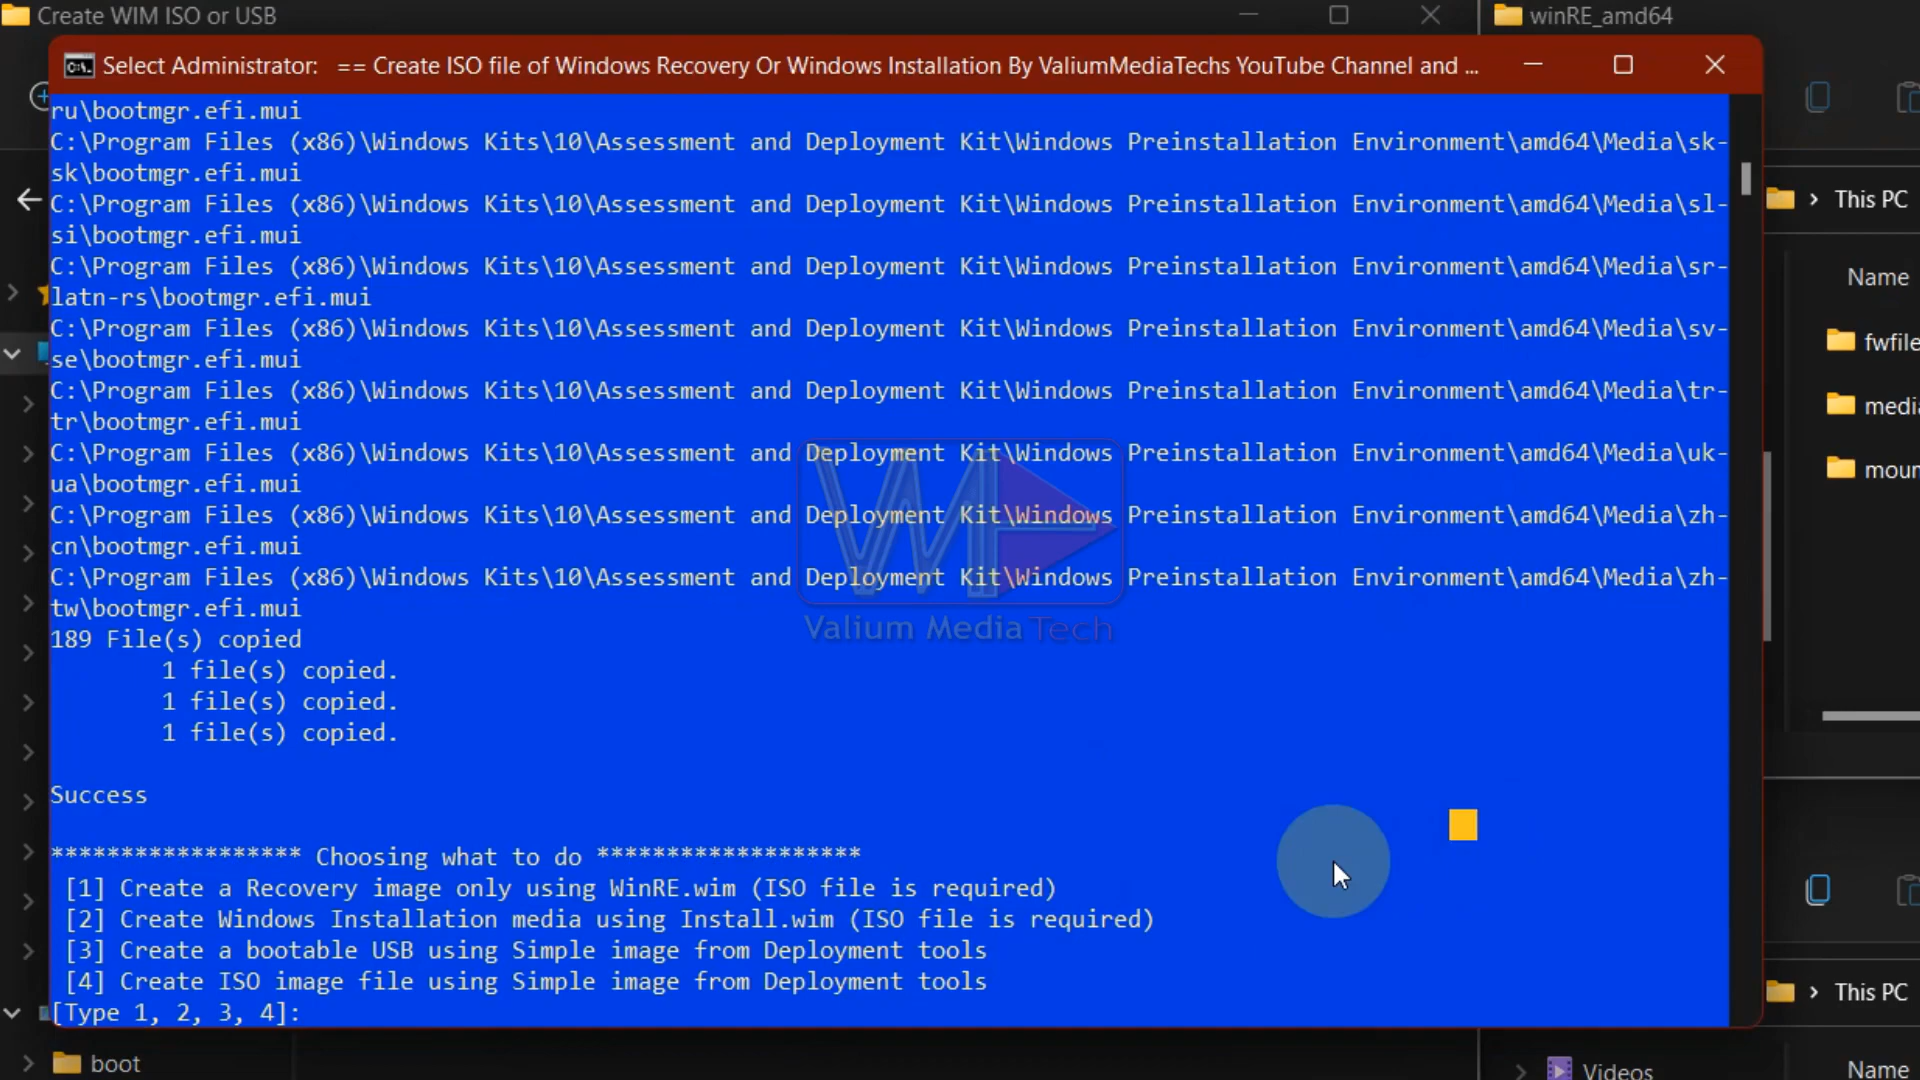 Create WIM ISO or USB
winRE_amd64
Select Administrator:   == Create ISO file of Windows Recovery Or Windows Installation By ValiumMediaTechs YouTube Channel and ...
ru\bootmgr.efi.mui
C:\Program Files (x86)\Windows Kits\10\Assessment and Deployment Kit\Windows Preinstallation Environment\amd64\Media\sk-
sk\bootmgr.efi.mui
C:\Program Files (x86)\Windows Kits\10\Assessment and Deployment Kit\Windows Preinstallation Environment\amd64\Media\sl-
si\bootmgr.efi.mui
C:\Program Files (x86)\Windows Kits\10\Assessment and Deployment Kit\Windows Preinstallation Environment\amd64\Media\sr-
latn-rs\bootmgr.efi.mui
C:\Program Files (x86)\Windows Kits\10\Assessment and Deployment Kit\Windows Preinstallation Environment\amd64\Media\sv-
se\bootmgr.efi.mui
C:\Program Files (x86)\Windows Kits\10\Assessment and Deployment Kit\Windows Preinstallation Environment\amd64\Media\tr-
tr\bootmgr.efi.mui
C:\Program Files (x86)\Windows Kits\10\Assessment and Deployment Kit\Windows Preinstallation Environment\amd64\Media\uk-
ua\bootmgr.efi.mui
C:\Program Files (x86)\Windows Kits\10\Assessment and Deployment Kit\Windows Preinstallation Environment\amd64\Media\zh-
cn\bootmgr.efi.mui
C:\Program Files (x86)\Windows Kits\10\Assessment and Deployment Kit\Windows Preinstallation Environment\amd64\Media\zh-
tw\bootmgr.efi.mui
189 File(s) copied
        1 file(s) copied.
        1 file(s) copied.
        1 file(s) copied.
Success
****************** Choosing what to do *******************
[1] Create a Recovery image only using WinRE.wim (ISO file is required)
[2] Create Windows Installation media using Install.wim (ISO file is required)
[3] Create a bootable USB using Simple image from Deployment tools
[4] Create ISO image file using Simple image from Deployment tools
[Type 1, 2, 3, 4]:
Valium Media Tech
boot
This PC
Name
fwfile
media
moun
This PC
Videos
Name